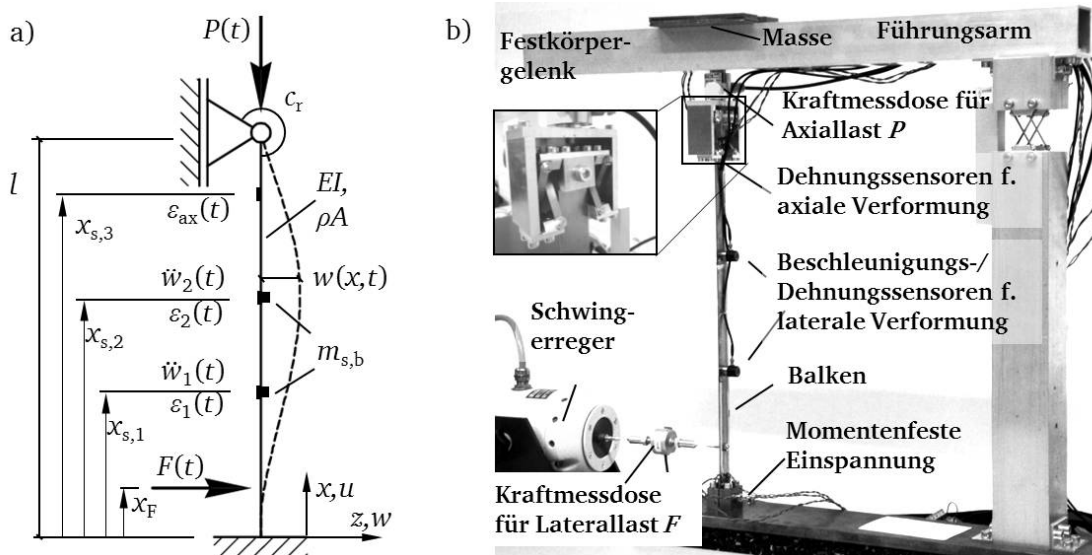 a)
P(t)
c_r
l
EI,
ρA
ε_ax(t)
x_s,3
ẅ_2(t)
w(x,t)
ε_2(t)
x_s,2
m_s,b
ẅ_1(t)
ε_1(t)
x_s,1
F(t)
x_F
x,u
z,w
b)
Festkörper-
gelenk
Masse
Führungsarm
Kraftmessdose für
Axiallast P
Dehnungssensoren f.
axiale Verformung
Beschleunigungs-/
Dehnungssensoren f.
laterale Verformung
Schwing-
erreger
Balken
Momentenfeste
Einspannung
Kraftmessdose
für Laterallast F